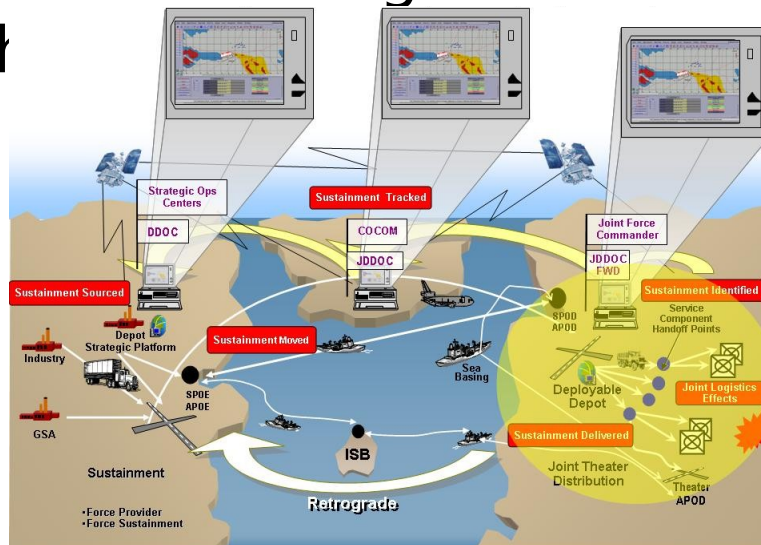 g
Strategic Ops
Centers
DDOC
Sustainment Tracked
COCOM
JDDOC
Joint Force
Commander
JDDOC
FWD
Sustainment Sourced
Sustainment Identified
Service
Component
Handoff Points
Depot
Strategic Platform
Industry
Sustainment Moved
SPOD
APOD
Sea
Basing
SPOE
APOE
Deployable
Depot
Joint Logistics
Effects
GSA
ISB
Sustainment Delivered
Joint Theater
Distribution
Theater
APOD
Sustainment
Retrograde
•Force Provider
•Force Sustainment